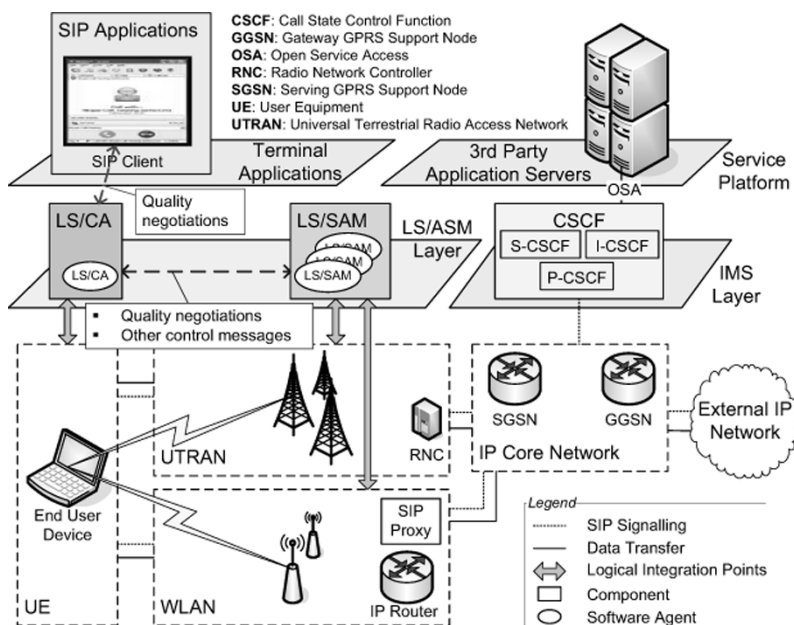 SIP Applications
SIP Client
CSCF: Call State Control Function
GGSN: Gateway GPRS Support Node
OSA: Open Service Access
RNC: Radio Network Controller
SGSN: Serving GPRS Support Node
UE: User Equipment
UTRAN: Universal Terrestrial Radio Access Network
Terminal
Applications
3rd Party
Application Servers
OSA
Service
Platform
Quality
negotiations
LS/CA
LS/CA
LS/SAM
LS/SAM
LS/ASM
Layer
CSCF
S-CSCF
I-CSCF
P-CSCF
IMS
Layer
▪ Quality negotiations
▪ Other control messages
UTRAN
RNC
SGSN
GGSN
IP Core Network
External IP
Network
End User
Device
UE
WLAN
SIP
Proxy
IP Router
Legend
SIP Signalling
Data Transfer
Logical Integration Points
Component
Software Agent